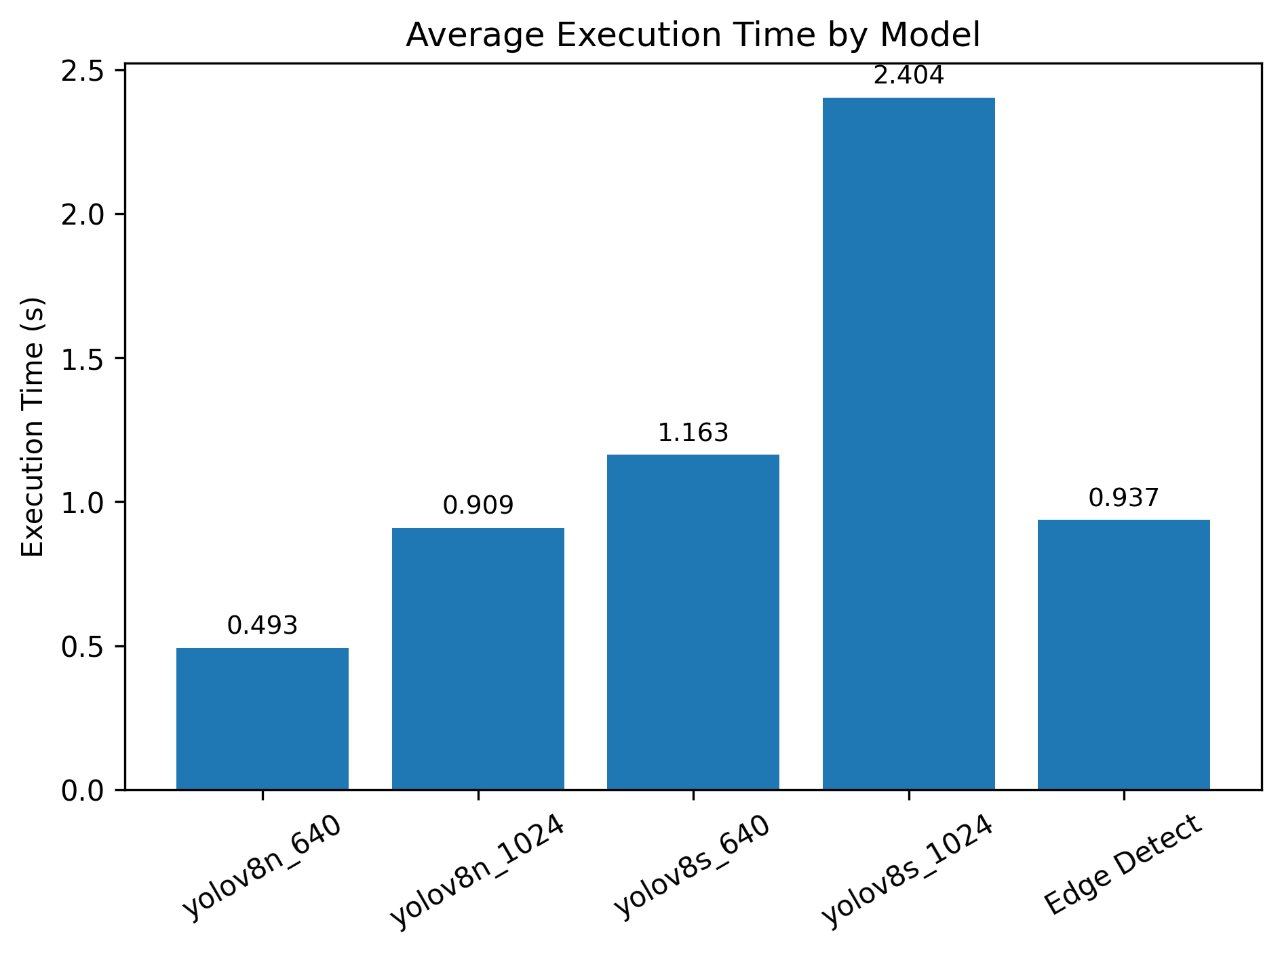 Average Execution Time by Model
Execution Time (s)
2.5
2.0
1.5
1.0
0.5
0.0
0.493
0.909
1.163
2.404
0.937
yolov8n_640
yolov8n_1024
yolov8s_640
yolov8s_1024
Edge Detect